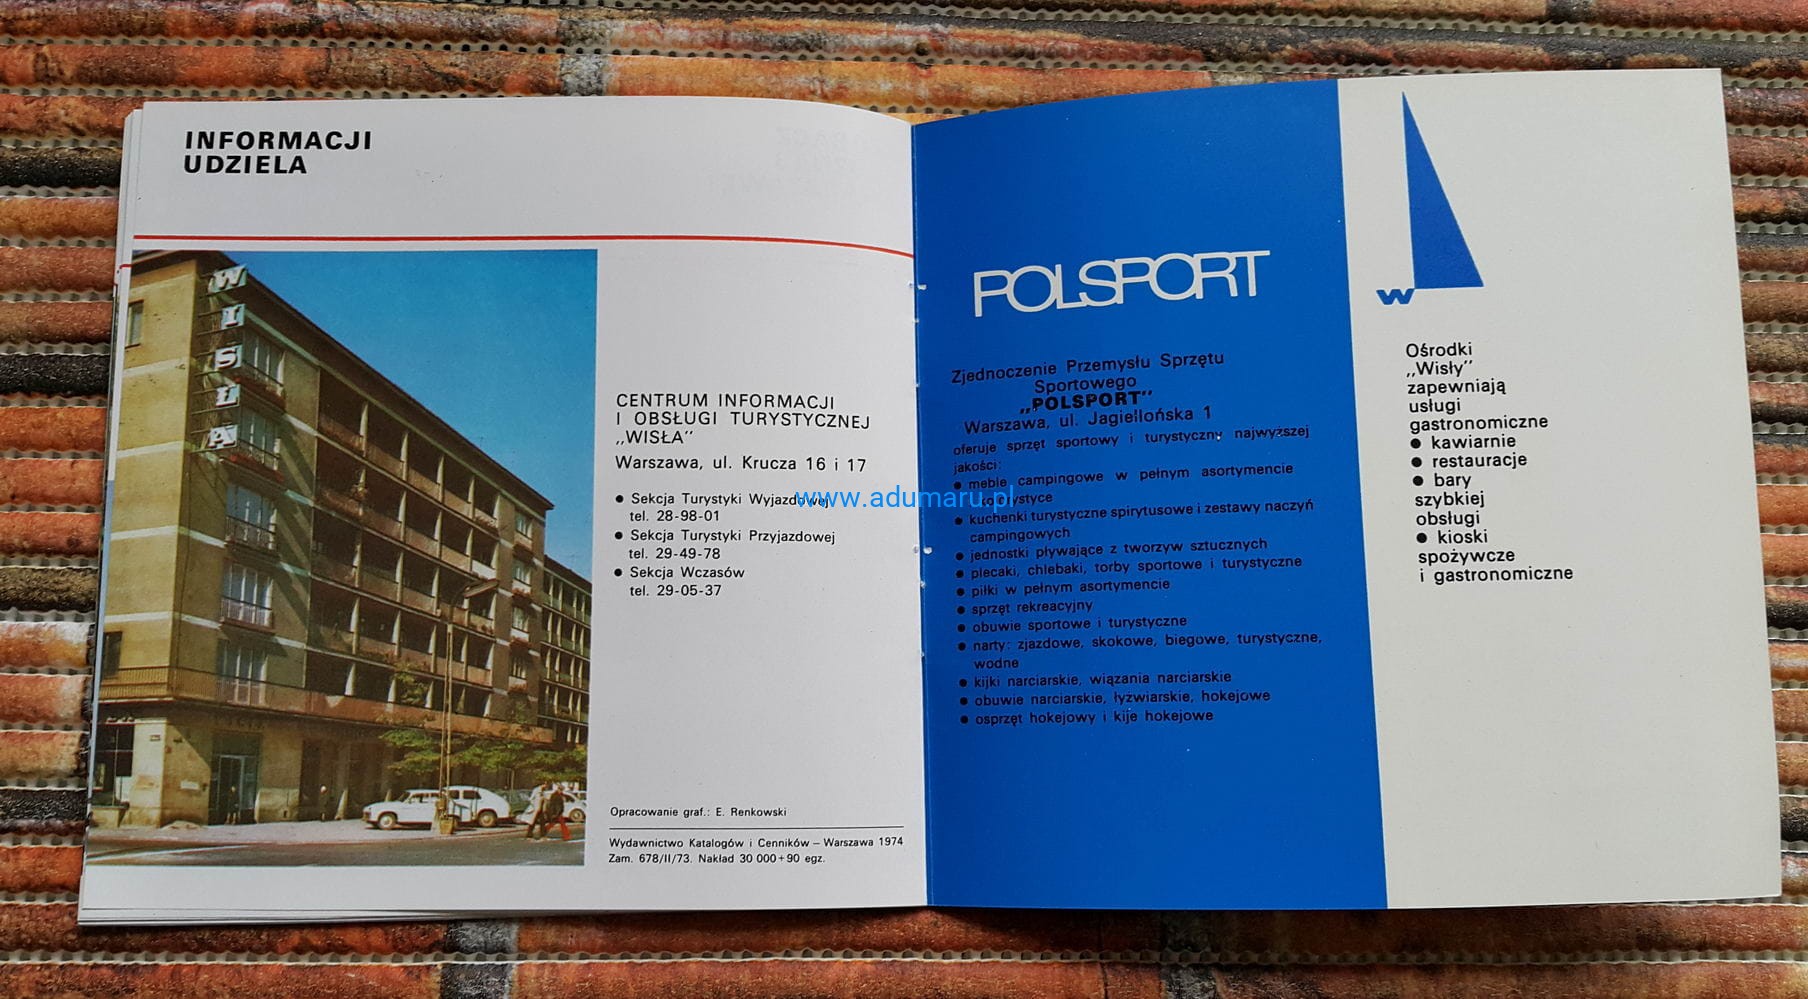 INFORMACJI
UDZIELA
WISŁA
CENTRUM INFORMACJI
I OBSŁUGI TURYSTYCZNEJ
„WISŁA”
Warszawa, ul. Krucza 16 i 17
● Sekcja Turystyki Wyjazdowej
tel. 28-98-01
● Sekcja Turystyki Przyjazdowej
tel. 29-49-78
● Sekcja Wczasów
tel. 29-05-37
Opracowanie graf.: E. Renkowski
Wydawnictwo Katalogów i Cenników – Warszawa 1974
Zam. 678/II/73. Nakład 30 000+90 egz.
www.adumaru.pl
POLSPORT
Zjednoczenie Przemysłu Sprzętu
Sportowego
„POLSPORT”
Warszawa, ul. Jagiellońska 1
oferuje sprzęt sportowy i turystyczny najwyższej
jakości:
● meble campingowe w pełnym asortymencie
● kuchenki turystyczne spirytusowe i zestawy naczyń
campingowych
● jednostki pływające z tworzyw sztucznych
● plecaki, chlebaki, torby sportowe i turystyczne
● piłki w pełnym asortymencie
● sprzęt rekreacyjny
● obuwie sportowe i turystyczne
● narty: zjazdowe, skokowe, biegowe, turystyczne,
wodne
● kijki narciarskie, wiązania narciarskie
● obuwie narciarskie, łyżwiarskie, hokejowe
● osprzęt hokejowy i kije hokejowe
w
Ośrodki
„Wisły”
zapewniają
usługi
gastronomiczne
● kawiarnie
● restauracje
● bary
szybkiej
obsługi
● kioski
spożywcze
i gastronomiczne